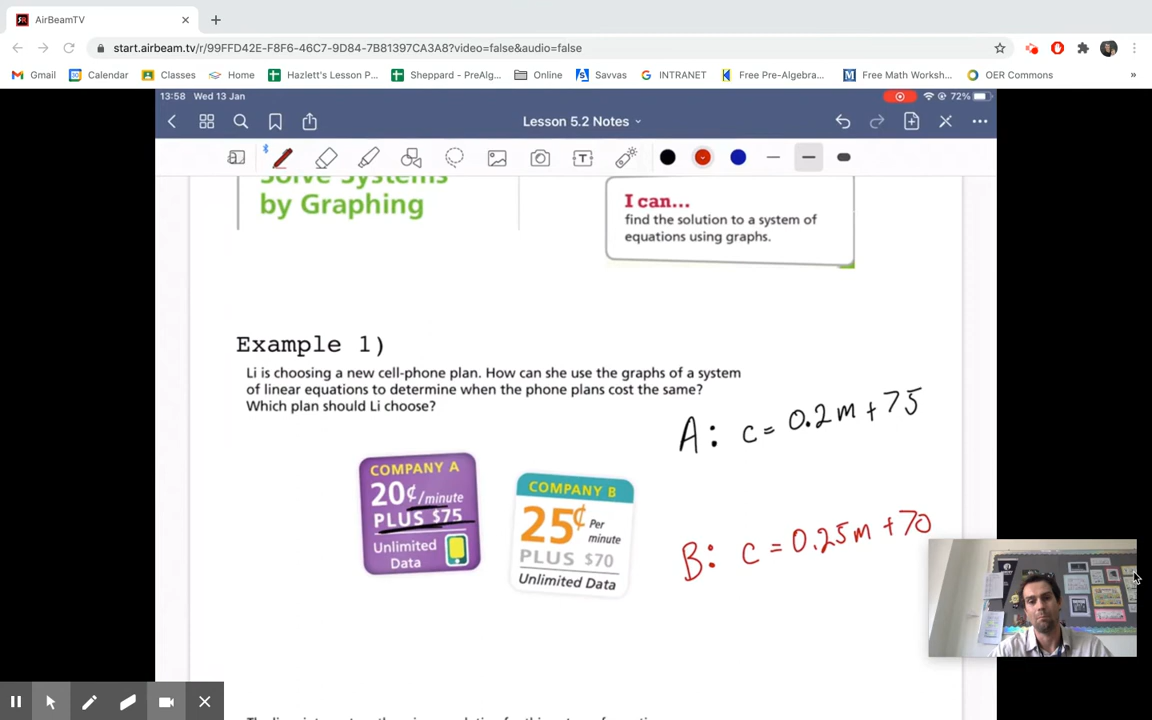 AirBeamTV
start.airbeam.tv/r/99FFD42E-F8F6-46C7-9D84-7B81397CA3A8?video=false&audio=false
Gmail
Calendar
Classes
Home
Hazlett's Lesson P...
Sheppard - PreAlg...
Online
Savvas
INTRANET
Free Pre-Algebra...
Free Math Worksh...
OER Commons
»
13:58 Wed 13 Jan
72%
Lesson 5.2 Notes
Solve Systems
by Graphing
I can...
find the solution to a system of
equations using graphs.
Example 1)
Li is choosing a new cell-phone plan. How can she use the graphs of a system
of linear equations to determine when the phone plans cost the same?
Which plan should Li choose?
A: c = 0.2m + 75
COMPANY A
20¢/minute
PLUS $75
Unlimited
Data
COMPANY B
25¢ Per
minute
PLUS $70
Unlimited Data
B: c = 0.25m + 70